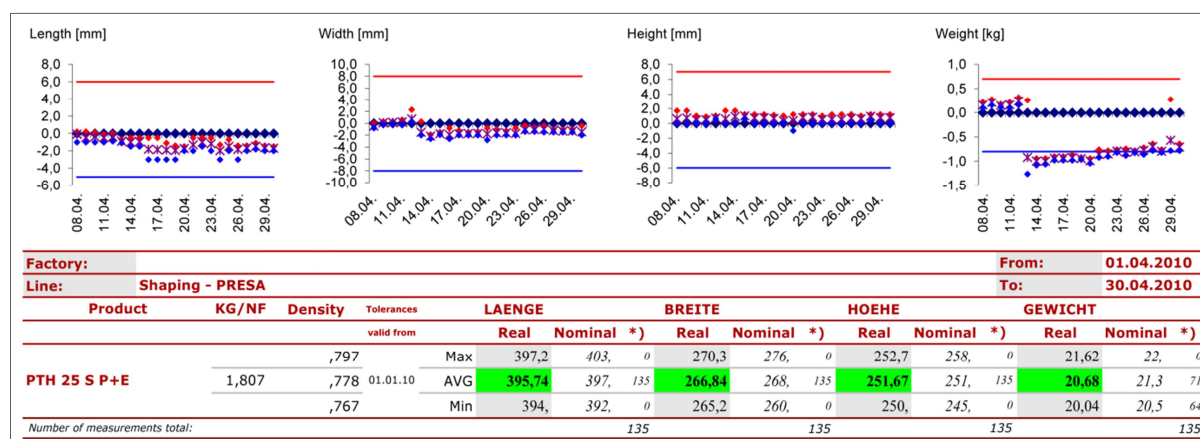 Length [mm] Width [mm] Height [mm] Weight [kg]
8,0
6,0
4,0
2,0
0,0
-2,0
-4,0
-6,0
08.04. 11.04. 14.04. 17.04. 20.04. 23.04. 26.04. 29.04.
10,0
8,0
6,0
4,0
2,0
0,0
-2,0
-4,0
-6,0
-8,0
-10,0
08.04. 11.04. 14.04. 17.04. 20.04. 23.04. 26.04. 29.04.
8,0
6,0
4,0
2,0
0,0
-2,0
-4,0
-6,0
-8,0
08.04. 11.04. 14.04. 17.04. 20.04. 23.04. 26.04. 29.04.
1,0
0,5
0,0
-0,5
-1,0
-1,5
08.04. 11.04. 14.04. 17.04. 20.04. 23.04. 26.04. 29.04.
Factory: From: 01.04.2010
Line: Shaping - PRESA To: 30.04.2010
Product KG/NF Density Tolerances LAENGE BREITE HOEHE GEWICHT
valid from Real Nominal *) Real Nominal *) Real Nominal *) Real Nominal *)
,797 Max 397,2 403, 0 270,3 276, 0 252,7 258, 0 21,62 22,
PTH 25 S P+E 1,807 ,778 01.01.10 AVG 395,74 397, 135 266,84 268, 135 251,67 251, 135 20,68 21,3 71
,767 Min 394, 392, 0 265,2 260, 0 250, 245, 0 20,04 20,5 64
Number of measurements total: 135 135 135 135